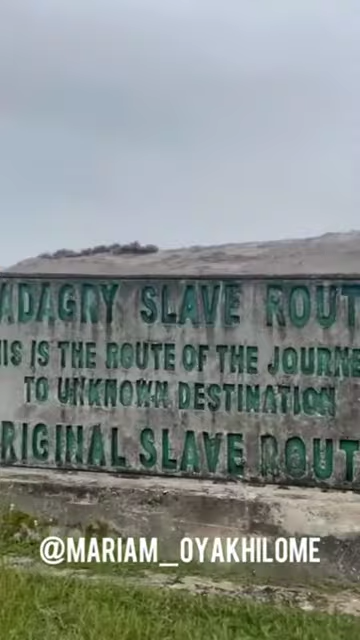 ADAGRY SLAVE ROUT
IS IS THE ROUTE OF THE JOURNE
TO UNKNOWN DESTINATION
RIGINAL SLAVE ROUT
@MARIAM_OYAKHILOME